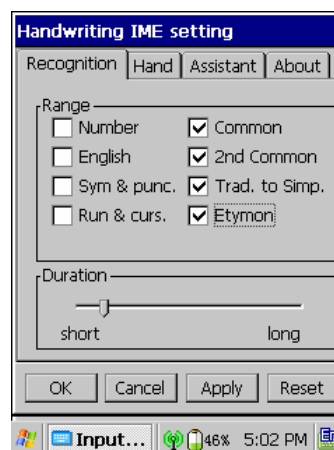 Handwriting IME setting
Recognition Hand Assistant About
Range
Number Common
English 2nd Common
Sym & punc. Trad. to Simp.
Run & curs. Etymon
Duration
short long
OK Cancel Apply Reset
Input... 46% 5:02 PM